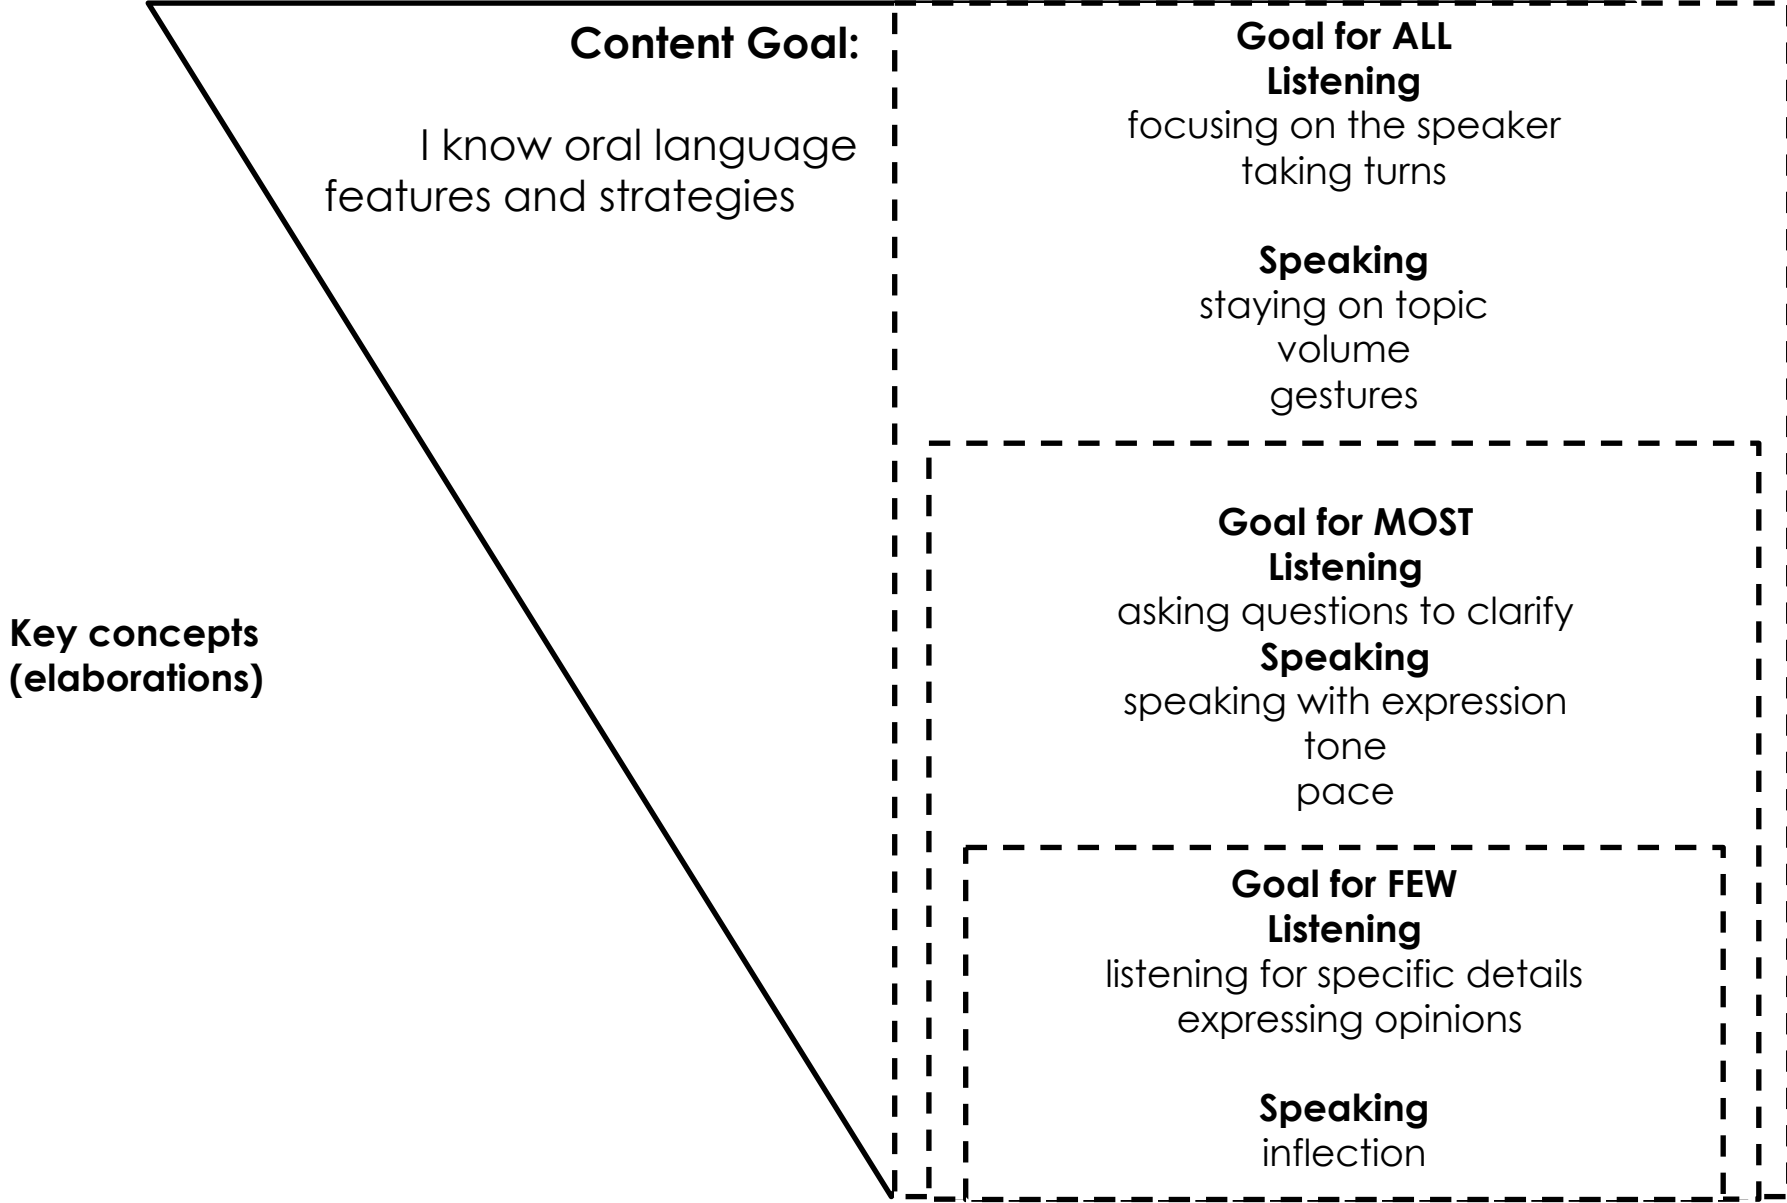 Content Goal:
I know oral language
features and strategies
Key concepts
(elaborations)
Goal for ALL
Listening
focusing on the speaker
taking turns
Speaking
staying on topic
volume
gestures
Goal for MOST
Listening
asking questions to clarify
Speaking
speaking with expression
tone
pace
Goal for FEW
Listening
listening for specific details
expressing opinions
Speaking
inflection